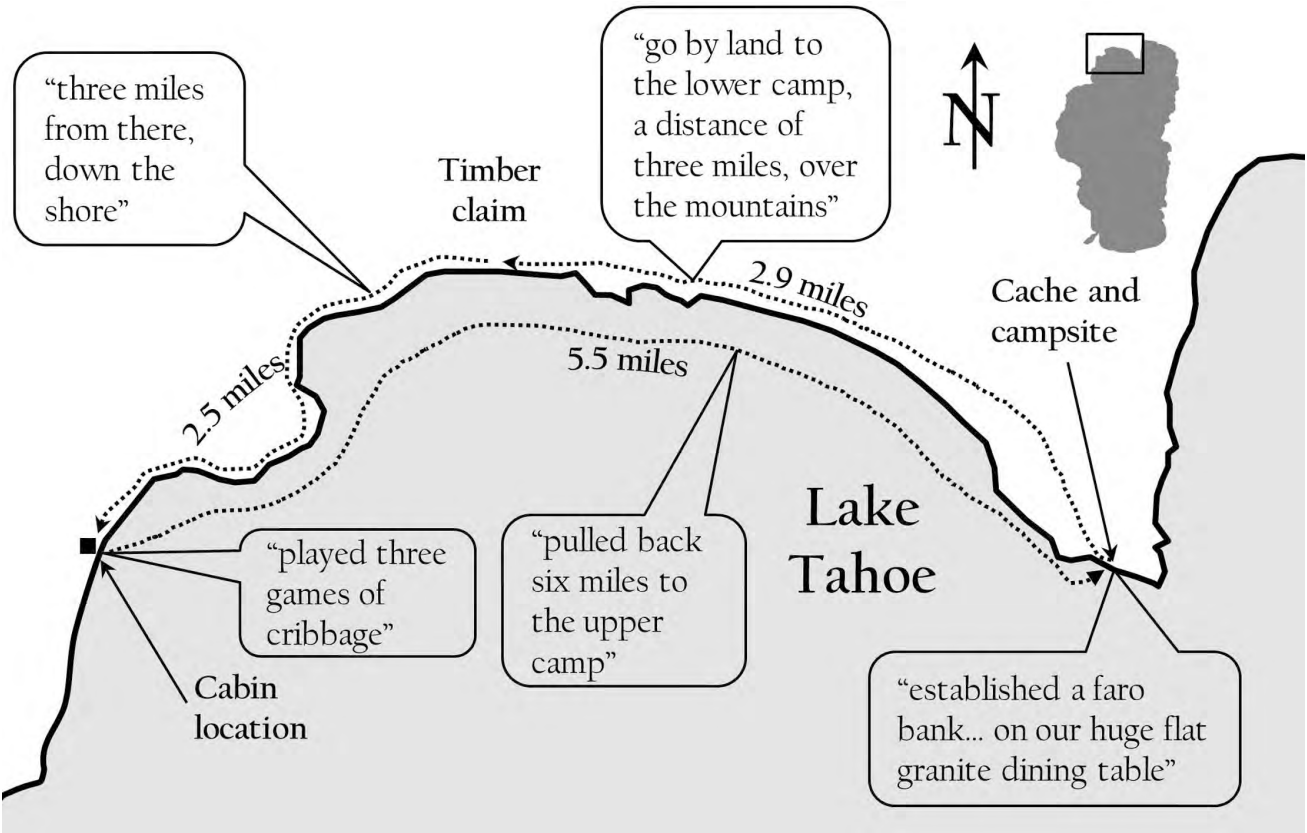 “three miles
from there,
down the
shore”
Timber
claim
“go by land to
the lower camp,
a distance of
three miles, over
the mountains”
N
2.9 miles
Cache and
campsite
5.5 miles
2.5 miles
Lake
Tahoe
“played three
games of
cribbage”
“pulled back
six miles to
the upper
camp”
Cabin
location
“established a faro
bank... on our huge flat
granite dining table”